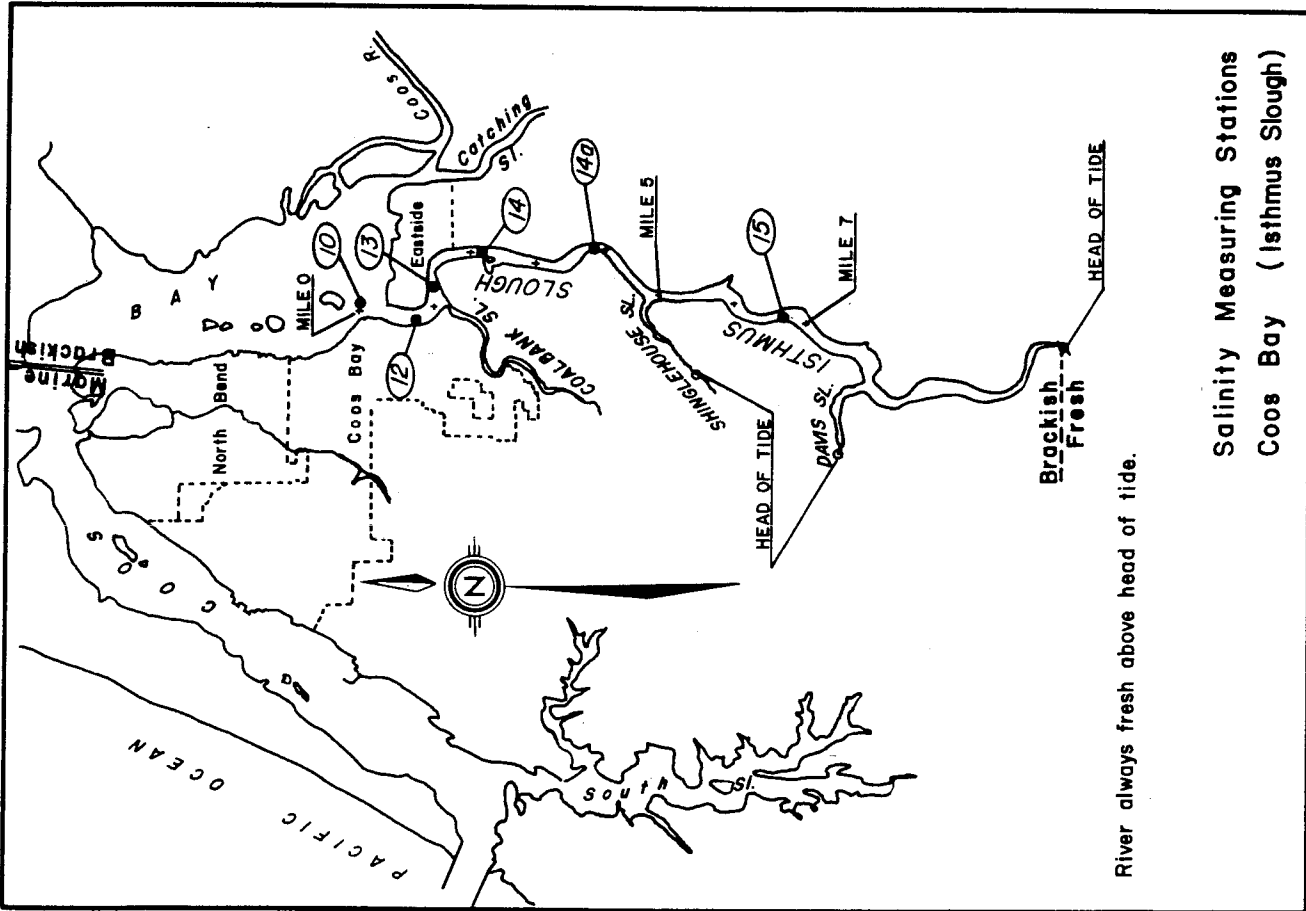 Salinity Measuring Stations
Coos Bay (Isthmus Slough)
PACIFIC
OCEAN
COOS
BAY
Marine
Brackish
North Bend
Coos Bay
MILE 0
10
12
13
14
14a
15
Eastside
Coos R.
Catching
Sl.
COALBANK SL.
ISTHMUS
SLOUGH
SHINGLEHOUSE SL.
MILE 5
MILE 7
DAVIS SL.
HEAD OF TIDE
HEAD OF TIDE
Brackish
Fresh
South
Sl.
N
River always fresh above head of tide.